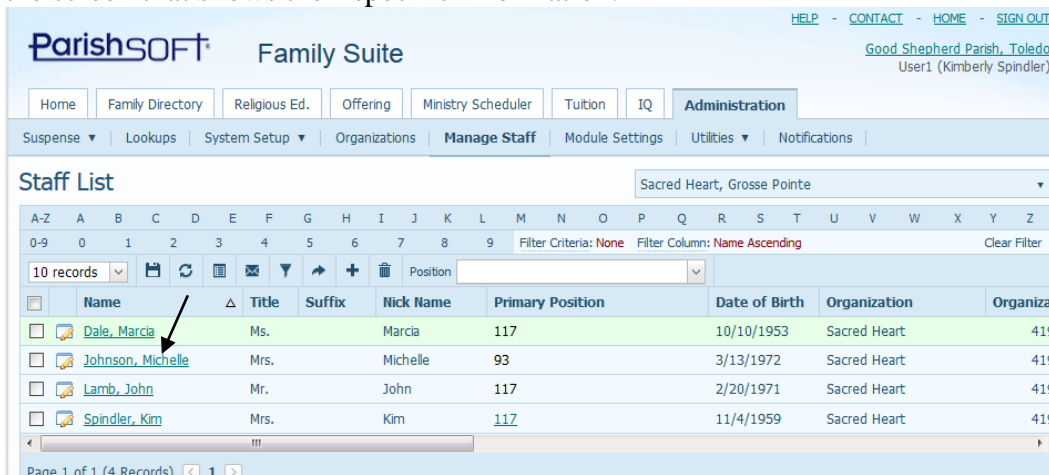 HELP - CONTACT - HOME - SIGN OUT
ParishSOFT Family Suite
Good Shepherd Parish, Toledo
User1 (Kimberly Spindler)
Home Family Directory Religious Ed. Offering Ministry Scheduler Tuition IQ Administration
Suspense ▼ | Lookups | System Setup ▼ | Organizations | Manage Staff | Module Settings | Utilities ▼ | Notifications |
Staff List Sacred Heart, Grosse Pointe ▼
A-Z A B C D E F G H I J K L M N O P Q R S T U V W X Y Z
0-9 0 1 2 3 4 5 6 7 8 9 Filter Criteria: None Filter Column: Name Ascending Clear Filter
10 records Position
Name △ Title Suffix Nick Name Primary Position Date of Birth Organization Organiza
Dale, Marcia Ms. Marcia 117 10/10/1953 Sacred Heart 419
Johnson, Michelle Mrs. Michelle 93 3/13/1972 Sacred Heart 419
Lamb, John Mr. John 117 2/20/1971 Sacred Heart 419
Spindler, Kim Mrs. Kim 117 11/4/1959 Sacred Heart 419
Page 1 of 1 (4 Records) < 1 >